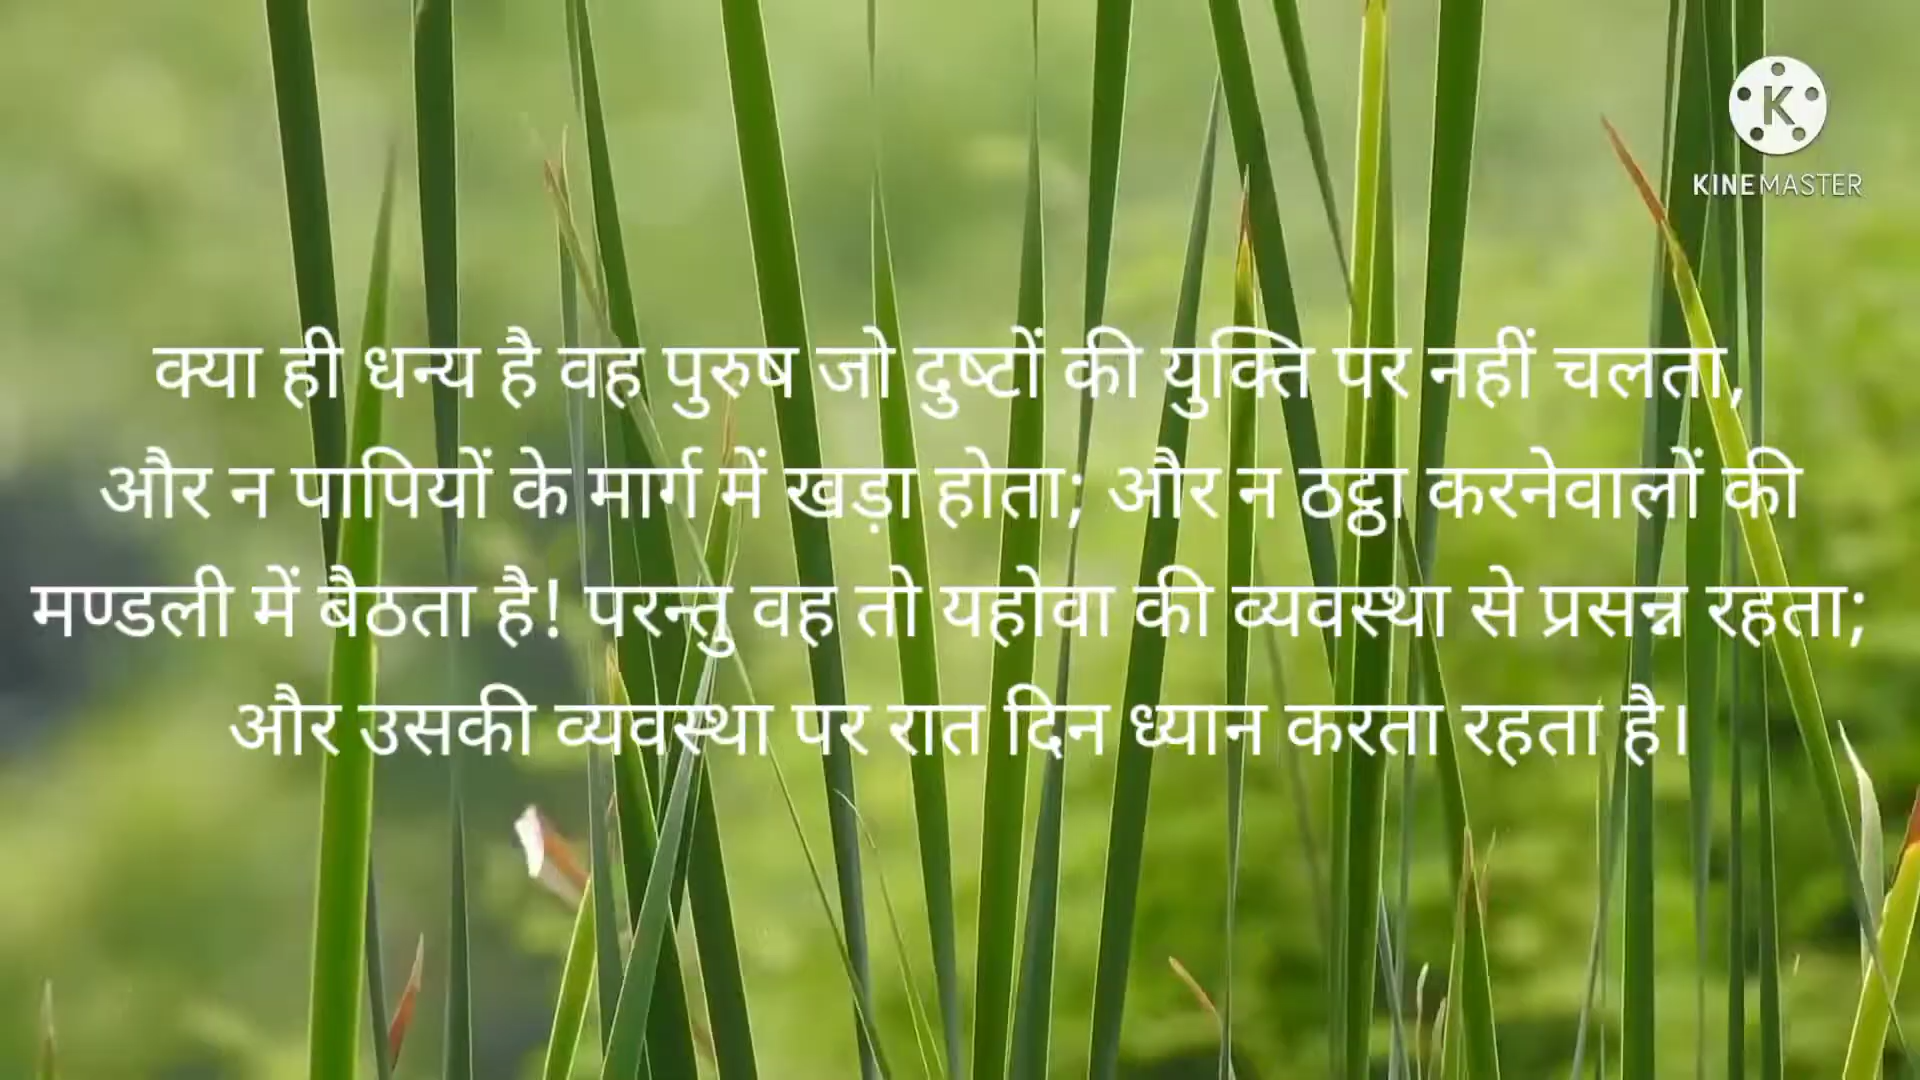 K
KINEMASTER
क्या ही धन्य है वह पुरुष जो दुष्टों की युक्ति पर नहीं चलता,
और न पापियों के मार्ग में खड़ा होता; और न ठट्ठा करनेवालों की
मण्डली में बैठता है! परन्तु वह तो यहोवा की व्यवस्था से प्रसन्न रहता;
और उसकी व्यवस्था पर रात दिन ध्यान करता रहता है।